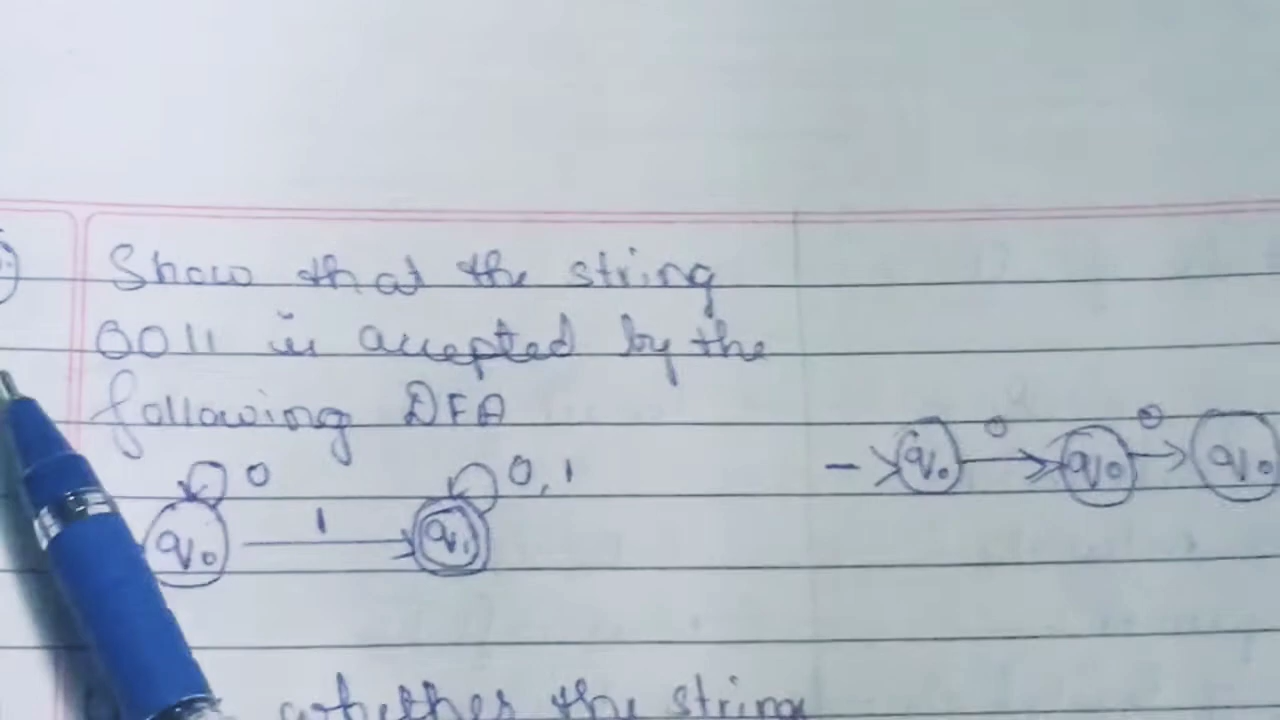 Show that the string
0011 is accepted by the
following DFA
0 0
q0 q0 q0
0 0,1
1
q0 q1
whether the string